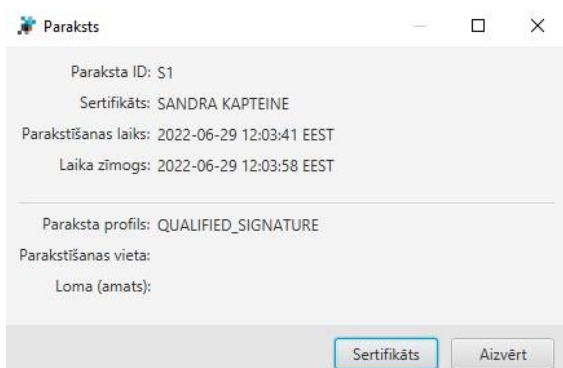 Paraksts
Paraksta ID: S1
Sertifikāts: SANDRA KAPTEINE
Parakstīšanas laiks: 2022-06-29 12:03:41 EEST
Laika zīmogs: 2022-06-29 12:03:58 EEST
Paraksta profils: QUALIFIED_SIGNATURE
Parakstīšanas vieta:
Loma (amats):
Sertifikāts Aizvērt